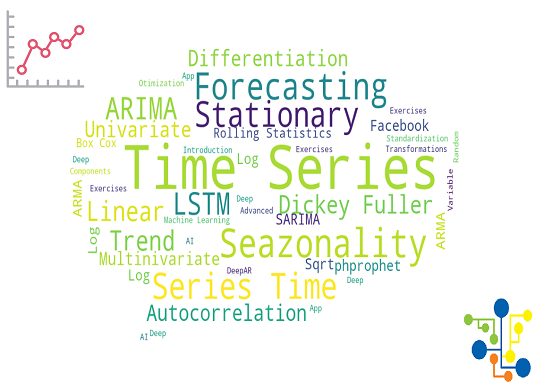 Differentiation
App
Otimization
Forecasting
ARIMA
Stationary
Exercises
Univariate
Rolling Statistics
Facebook
Box Cox
Standardization
Random
Introduction
Exercises
Transformations
Deep
Log
Time Series
Components
Exercises
Deep
Variable
ARMA
Linear
LSTM
Advanced
Dickey Fuller
Machine Learning
SARIMA
ARMA
Log
Trend
AI
Seazonality
Multinivariate
Sqrt
phprophet
Log
DeepAR
Series Time
Deep
Autocorrelation
App
AI
Deep